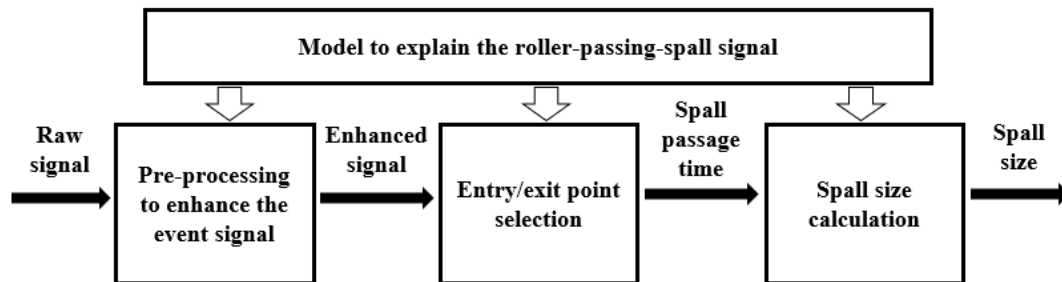 Model to explain the roller-passing-spall signal
Raw
signal
Pre-processing
to enhance the
event signal
Enhanced
signal
Entry/exit point
selection
Spall
passage
time
Spall size
calculation
Spall
size